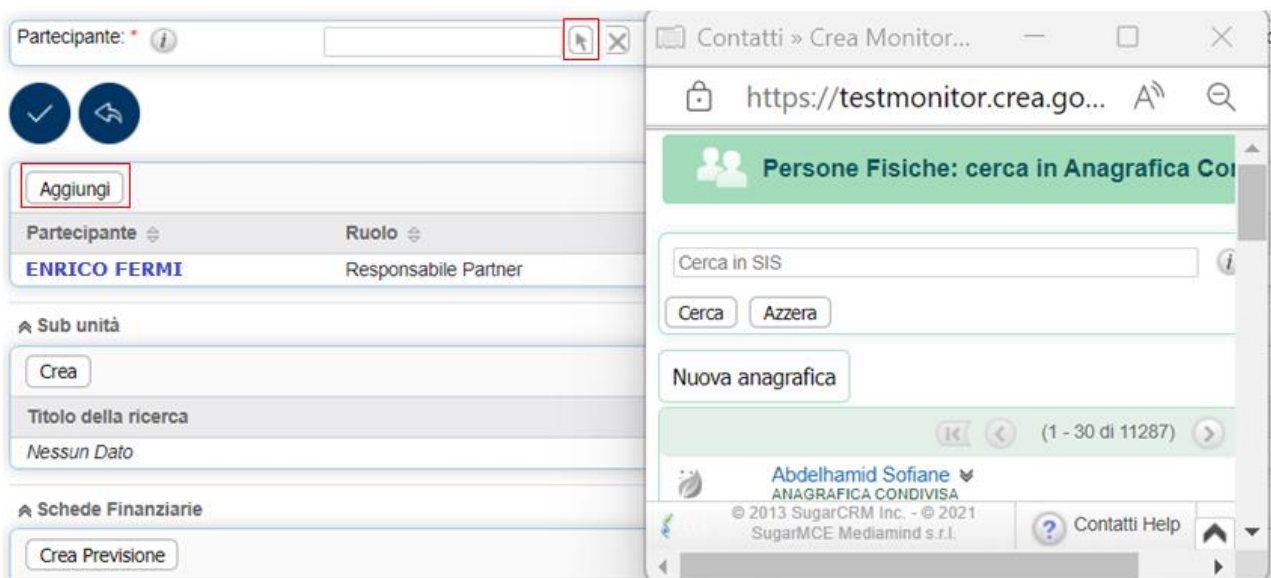 Partecipante: *
Aggiungi
Partecipante Ruolo
ENRICO FERMI Responsabile Partner
Sub unità
Crea
Titolo della ricerca
Nessun Dato
Schede Finanziarie
Crea Previsione
Contatti » Crea Monitor...
https://testmonitor.crea.go...
Persone Fisiche: cerca in Anagrafica
Cerca in SIS
Cerca Azzera
Nuova anagrafica
(1 - 30 di 11287)
Abdelhamid Sofiane
ANAGRAFICA CONDIVISA
© 2013 SugarCRM Inc. - © 2021
SugarMCE Mediamind s.r.l.
Contatti Help